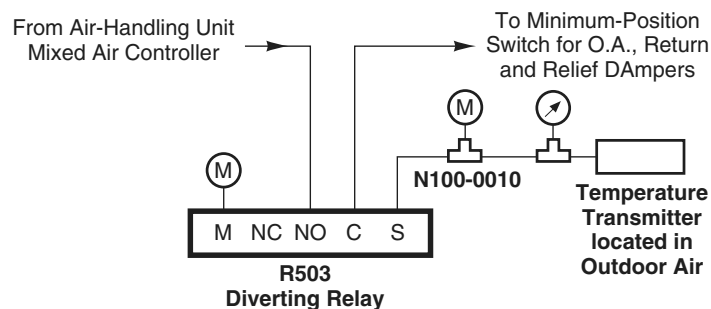 From Air-Handling Unit
Mixed Air Controller
To Minimum-Position
Switch for O.A., Return
and Relief DAmpers
M
M
N100-0010
Temperature
Transmitter
located in
Outdoor Air
M NC NO C S
R503
Diverting Relay